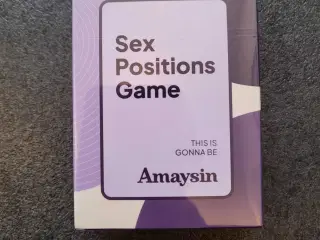 Sex
Positions
Game
THIS IS
GONNA BE
Amaysin